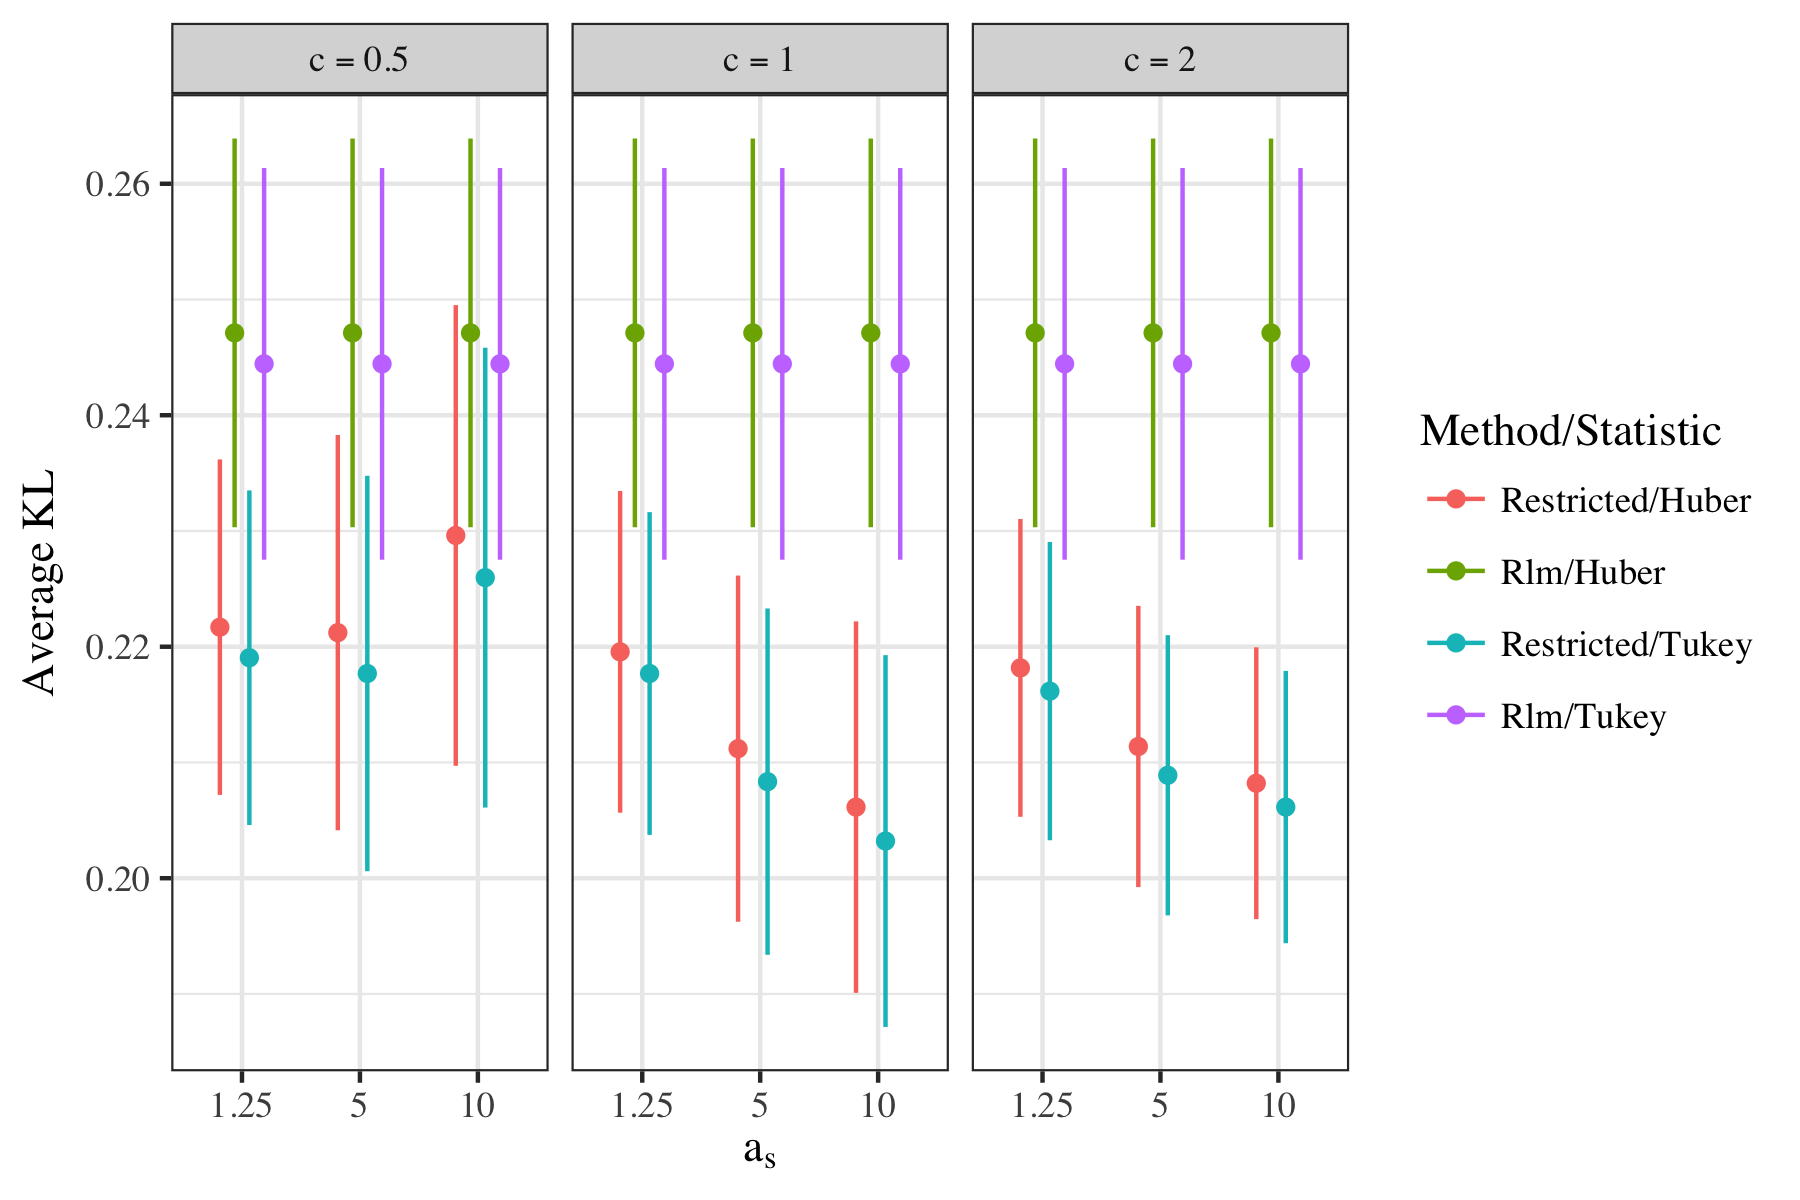 c = 0.5
c = 1
c = 2
0.26
0.24
0.22
0.20
Average KL
1.25 5 10
1.25 5 10
1.25 5 10
aₛ
Method/Statistic
Restricted/Huber
Rlm/Huber
Restricted/Tukey
Rlm/Tukey